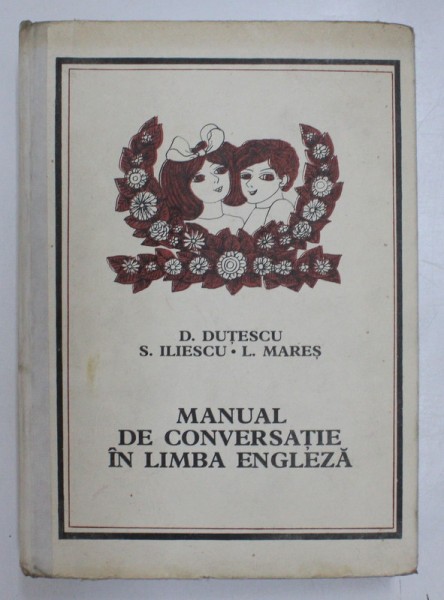 D. DUȚESCU
S. ILIESCU • L. MAREȘ
MANUAL
DE CONVERSAȚIE
ÎN LIMBA ENGLEZĂ